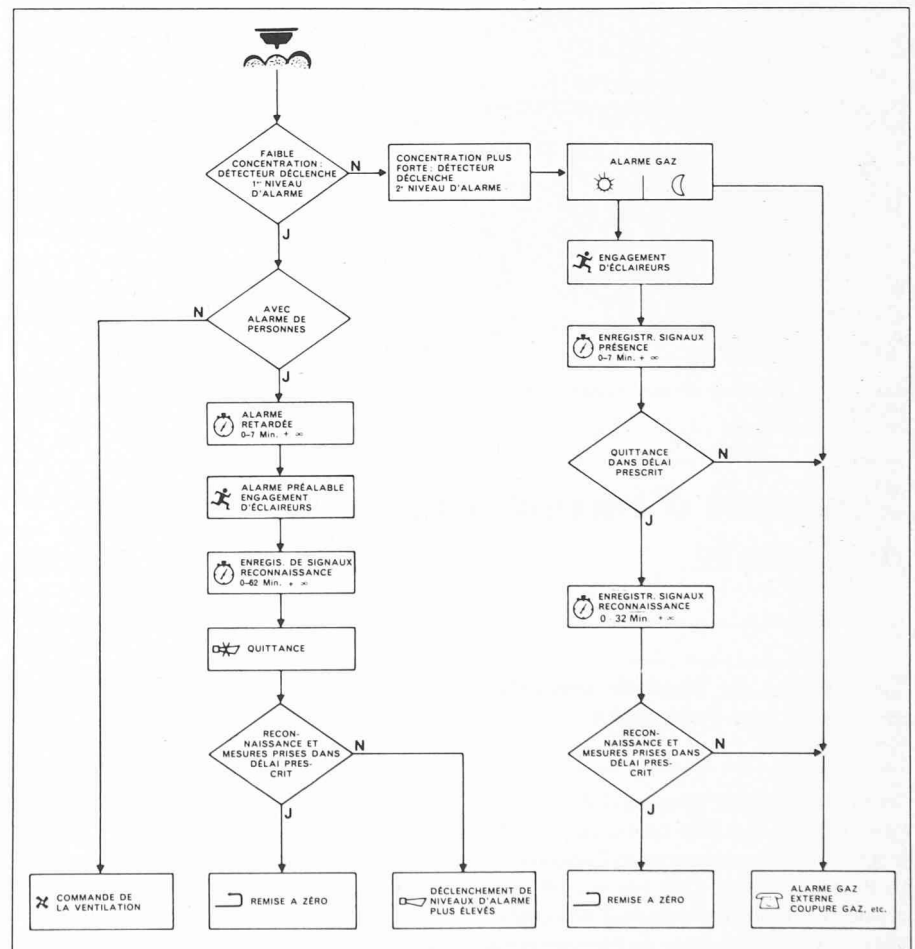 FAIBLE
CONCENTRATION :
DÉTECTEUR DÉCLENCHE
1er NIVEAU
D'ALARME
N
J
CONCENTRATION PLUS
FORTE : DÉTECTEUR
DÉCLENCHE
2e NIVEAU D'ALARME
ALARME GAZ
ENGAGEMENT
D'ÉCLAIREURS
ENREGISTR. SIGNAUX
PRÉSENCE
0–7 Min. + ∞
QUITTANCE
DANS DÉLAI
PRESCRIT
N
J
ENREGISTR. SIGNAUX
RECONNAISSANCE
0 - 32 Min. + ∞
RECON-
NAISSANCE ET
MESURES PRISES DANS
DÉLAI PRES-
CRIT
N
J
AVEC
ALARME DE
PERSONNES
N
J
ALARME
RETARDÉE
0–7 Min. + ∞
ALARME PRÉALABLE
ENGAGEMENT
D'ÉCLAIREURS
ENREGIS. DE SIGNAUX
RECONNAISSANCE
0–62 Min. + ∞
QUITTANCE
RECON-
NAISSANCE ET
MESURES PRISES DANS
DÉLAI PRES-
CRIT
N
J
COMMANDE DE
LA VENTILATION
REMISE A ZÉRO
DÉCLENCHEMENT DE
NIVEAUX D'ALARME
PLUS ÉLEVÉS
REMISE A ZÉRO
ALARME GAZ
EXTERNE
COUPURE GAZ, etc.